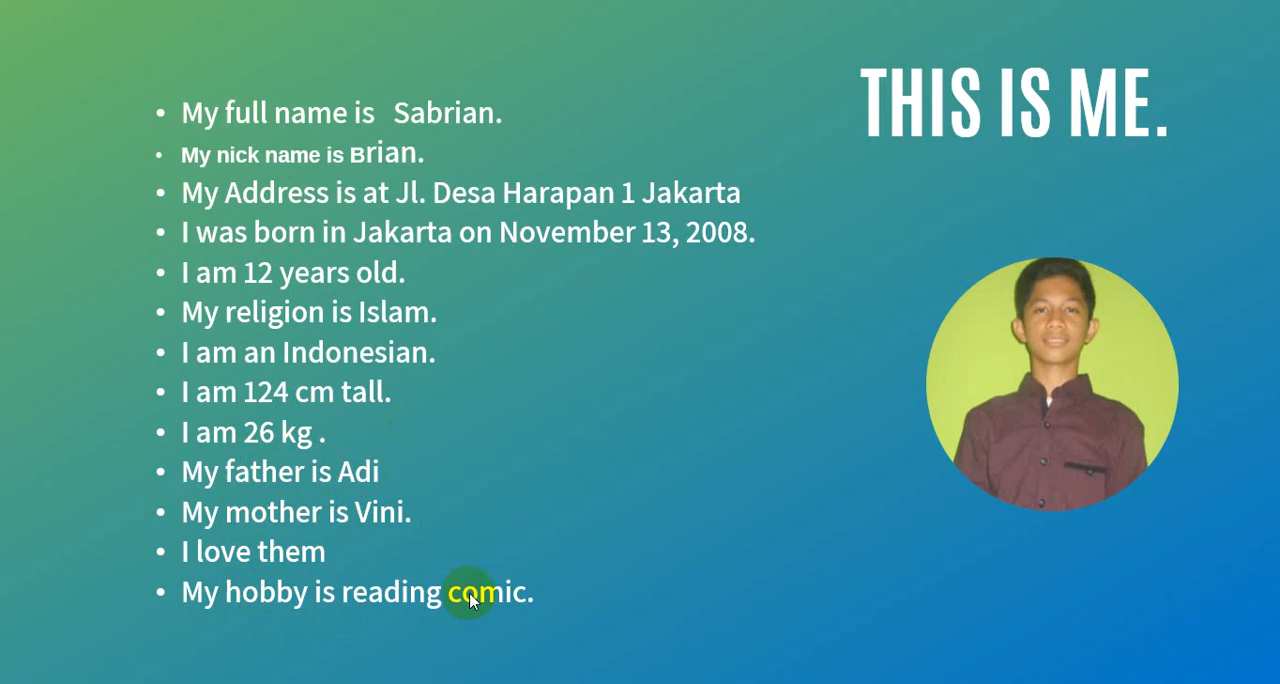 THIS IS ME.
• My full name is Sabrian.
• My nick name is Brian.
• My Address is at Jl. Desa Harapan 1 Jakarta
• I was born in Jakarta on November 13, 2008.
• I am 12 years old.
• My religion is Islam.
• I am an Indonesian.
• I am 124 cm tall.
• I am 26 kg .
• My father is Adi
• My mother is Vini.
• I love them
• My hobby is reading comic.